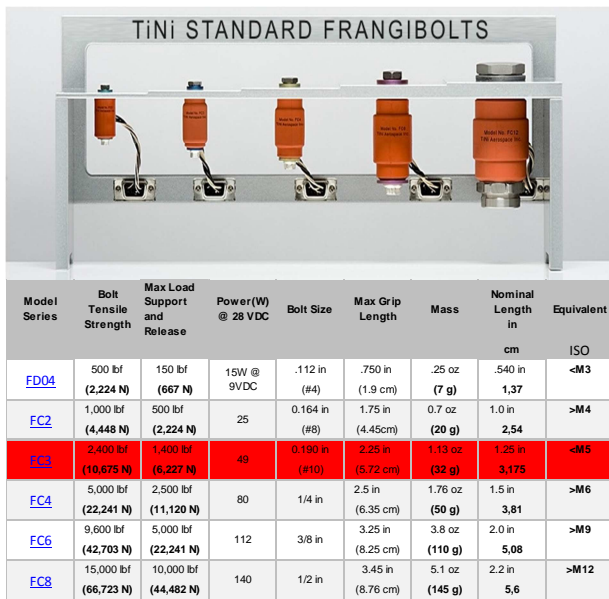 TiNi STANDARD FRANGIBOLTS
Model No. FC12
TiNi Aerospace Inc.
Model Series
Bolt Tensile Strength
Max Load Support and Release
Power(W) @ 28 VDC
Bolt Size
Max Grip Length
Mass
Nominal Length in
cm
Equivalent
ISO
FD04
500 lbf
(2,224 N)
150 lbf
(667 N)
15W @
9VDC
.112 in
(#4)
.750 in
(1.9 cm)
.25 oz
(7 g)
.540 in
1,37
<M3
FC2
1,000 lbf
(4,448 N)
500 lbf
(2,224 N)
25
0.164 in
(#8)
1.75 in
(4.45cm)
0.7 oz
(20 g)
1.0 in
2,54
>M4
FC3
2,400 lbf
(10,675 N)
1,400 lbf
(6,227 N)
49
0.190 in
(#10)
2.25 in
(5.72 cm)
1.13 oz
(32 g)
1.25 in
3,175
<M5
FC4
5,000 lbf
(22,241 N)
2,500 lbf
(11,120 N)
80
1/4 in
2.5 in
(6.35 cm)
1.76 oz
(50 g)
1.5 in
3,81
>M6
FC6
9,600 lbf
(42,703 N)
5,000 lbf
(22,241 N)
112
3/8 in
3.25 in
(8.25 cm)
3.8 oz
(110 g)
2.0 in
5,08
>M9
FC8
15,000 lbf
(66,723 N)
10,000 lbf
(44,482 N)
140
1/2 in
3.45 in
(8.76 cm)
5.1 oz
(145 g)
2.2 in
5,6
>M12